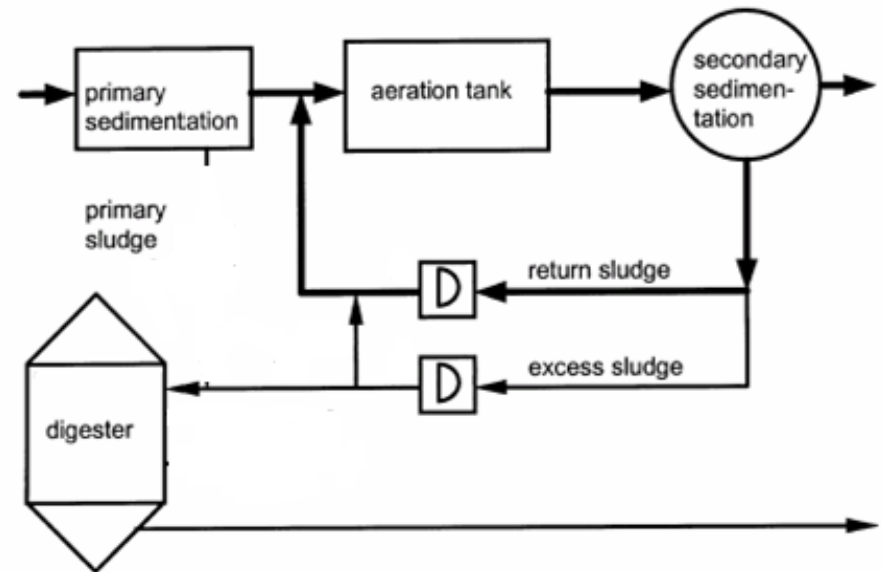 primary
sedimentation
aeration tank
secondary
sedimen-
tation
primary
sludge
return sludge
excess sludge
digester